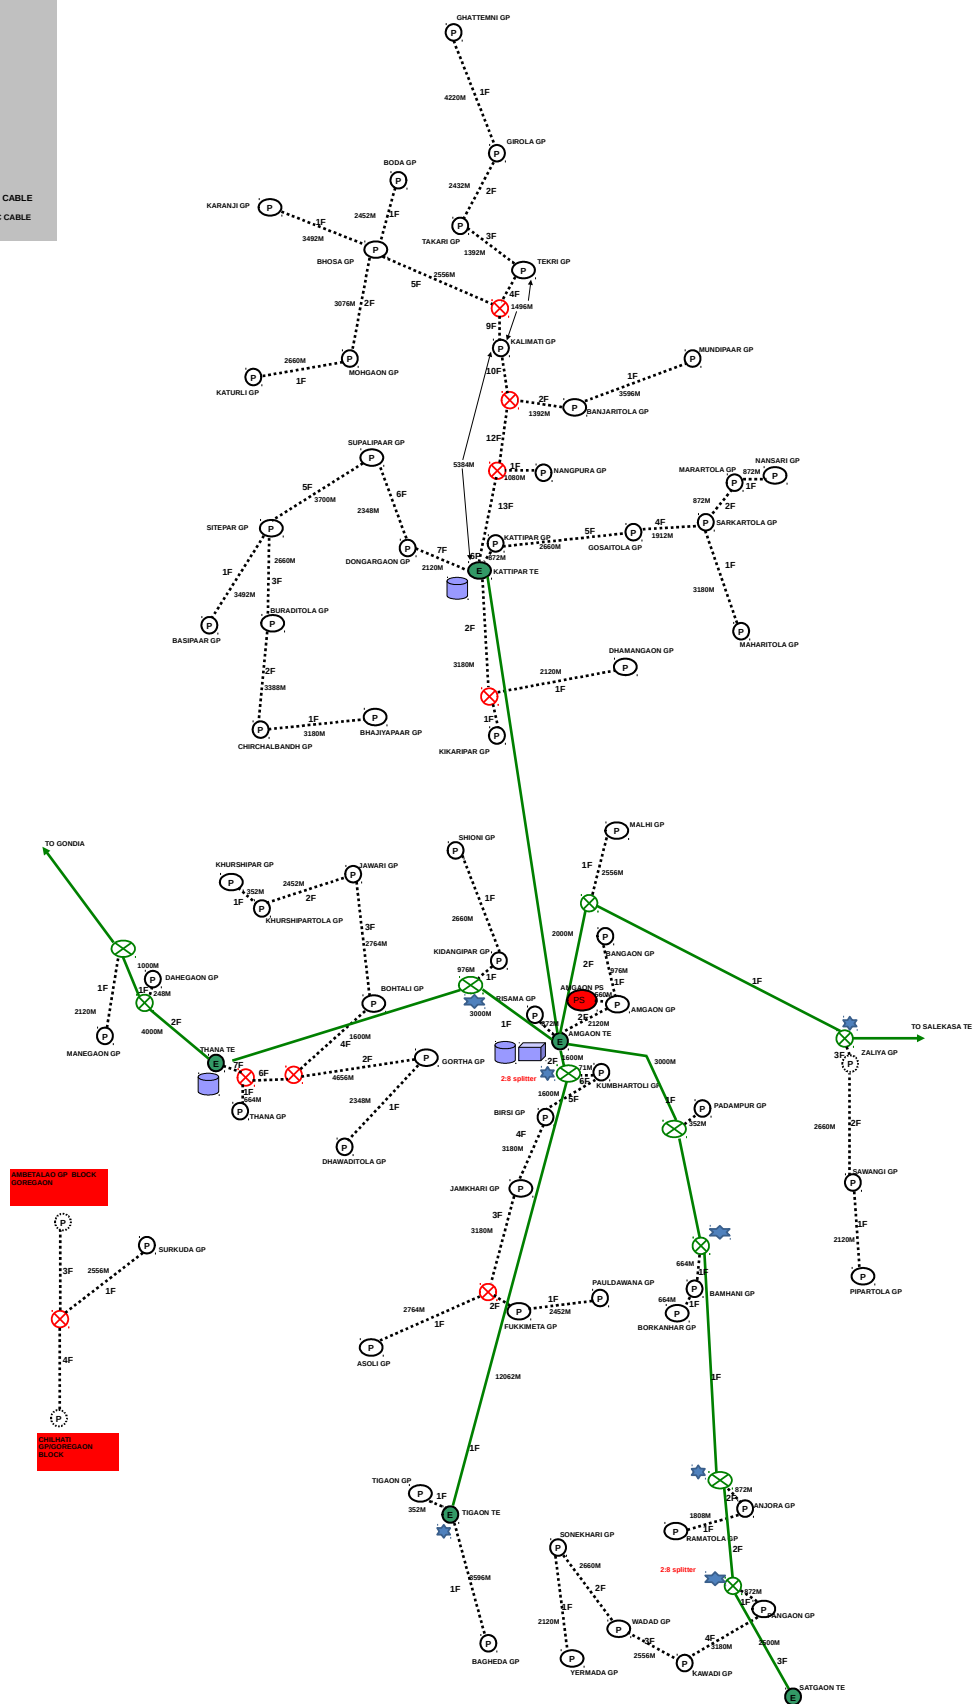 GHATTEMNI GP
P
1F
4220M
GIROLA GP
P
BODA GP
P
2432M
2F
CABLE
KARANJI GP
P
1F
2452M
1F
3492M
TAKARI GP
P
3F
1392M
BHOSA GP
P
TEKRI GP
P
2556M
5F
4F
1496M
3076M
2F
9F
KALIMATI GP
P
MOHGAON GP
P
2660M
1F
KATURLI GP
P
10F
MUNDIPAAR GP
P
1F
3596M
2F
1392M
P
BANJARITOLA GP
12F
SUPALIPAAR GP
P
5384M
1F
1080M
P
NANGPURA GP
NANSARI GP
P
MARARTOLA GP
P
872M
1F
5F
3700M
6F
2348M
13F
872M
2F
SITEPAR GP
P
KATTIPAR GP
P
5F
2660M
GOSAITOLA GP
P
4F
1912M
P
SARKARTOLA GP
DONGARGAON GP
P
7F
2120M
6F
872M
E
KATTIPAR TE
2660M
1F
3F
3492M
1F
3180M
BURADITOLA GP
P
BASIPAAR GP
P
2F
3180M
P
MAHARITOLA GP
DHAMANGAON GP
P
2120M
1F
2F
3388M
1F
3180M
P
BHAJIYAPAAR GP
CHIRCHALBANDH GP
P
1F
P
KIKARIPAR GP
TO GONDIA
SHIONI GP
P
MALHI GP
P
1F
2556M
KHURSHIPAR GP
P
352M
1F
2452M
2F
JAWARI GP
P
P
KHURSHIPARTOLA GP
1F
2660M
3F
2764M
2000M
P
BANGAON GP
KIDANGIPAR GP
P
2F
976M
1F
1000M
P
DAHEGAON GP
1F
248M
976M
1F
1F
AMGAON PS
PS
P
AMGAON GP
1F
2120M
BOHTALI GP
P
3000M
RISAMA GP
P
1F
2F
2120M
2F
4000M
AMGAON TE
E
TO SALEKASA TE
P
MANEGAON GP
THANA TE
E
1600M
4F
7F
6F
2F
4656M
P
GORTHA GP
2F
1600M
3000M
3F
ZALIYA GP
P
2:8 splitter
6F
P
KUMBHARTOLI GP
1F
664M
P
THANA GP
2348M
1F
1600M
5F
BIRSI GP
P
1F
PADAMPUR GP
P
352M
4F
3180M
P
DHAWADITOLA GP
2660M
2F
AMBETALAO GP BLOCK
GOREGAON
SAWANGI GP
P
JAMKHARI GP
P
3F
3180M
P
P
SURKUDA GP
1F
2120M
3F
2556M
1F
664M
1F
P
BAMHANI GP
P
PIPARTOLA GP
PAULDAWANA GP
P
1F
2452M
2F
P
FUKKIMETA GP
664M
1F
P
BORKANHAR GP
2764M
1F
P
ASOLI GP
4F
12062M
1F
P
CHILHATI
GP/GOREGAON
BLOCK
1F
TIGAON GP
P
1F
352M
E
TIGAON TE
872M
2F
P
ANJORA GP
1808M
1F
P
RAMATOLA GP
SONEKHARI GP
P
2F
2:8 splitter
3596M
1F
2660M
2F
872M
1F
P
PANGAON GP
1F
2120M
WADAD GP
P
3F
2556M
4F
3180M
2500M
P
BAGHEDA GP
P
YERMADA GP
P
KAWADI GP
3F
SATGAON TE
E